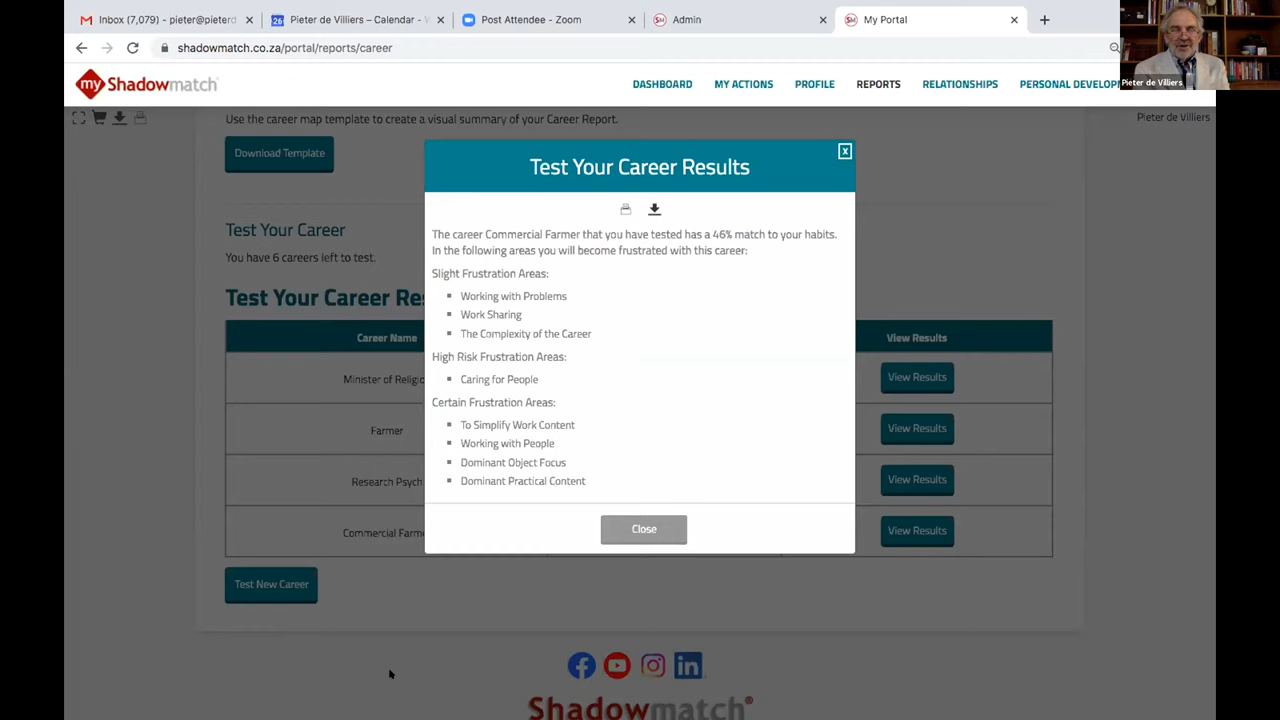 Inbox (7,079) - pieter@pieterd
26
Pieter de Villiers – Calendar -
Post Attendee - Zoom
Admin
My Portal
shadowmatch.co.za/portal/reports/career
Pieter de Villiers
my Shadowmatch
DASHBOARD
MY ACTIONS
PROFILE
REPORTS
RELATIONSHIPS
PERSONAL DEVELOPM
Use the career map template to create a visual summary of your Career Report.
Pieter de Villiers
Download Template
Test Your Career Results
X
Test Your Career
The career Commercial Farmer that you have tested has a 46% match to your habits.
In the following areas you will become frustrated with this career:
You have 6 careers left to test.
Slight Frustration Areas:
Working with Problems
Test Your Career Re
Work Sharing
The Complexity of the Career
Career Name
View Results
High Risk Frustration Areas:
Caring for People
Minister of Religio
View Results
Certain Frustration Areas:
To Simplify Work Content
Farmer
View Results
Working with People
Dominant Object Focus
Dominant Practical Content
Research Psych
View Results
Close
Commercial Farme
View Results
Test New Career
Shadowmatch®